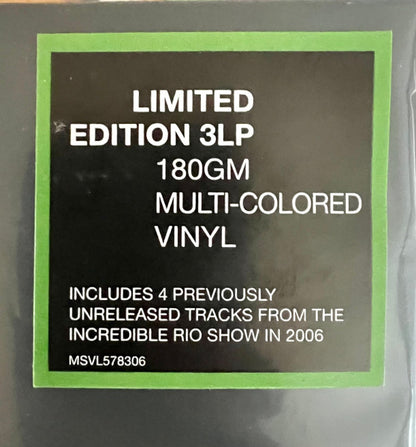 LIMITED
EDITION 3LP
180GM
MULTI-COLORED
VINYL
INCLUDES 4 PREVIOUSLY
UNRELEASED TRACKS FROM THE
INCREDIBLE RIO SHOW IN 2006
MSVL578306